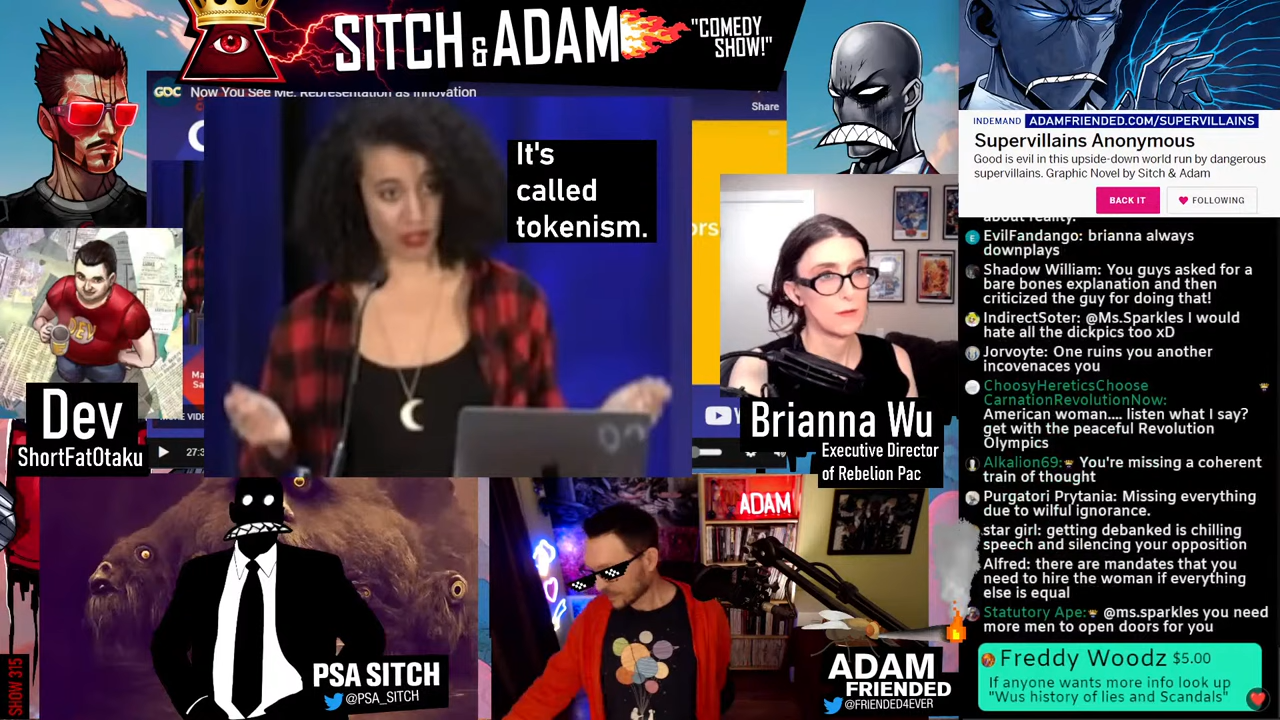 SITCH & ADAM
"COMEDY
SHOW!"
GDC
Now You See Me: Representation as Innovation
Share
It's
called
tokenism.
DEV
Dev
ShortFatOtaku
27:3
Brianna Wu
Executive Director
of Rebelion Pac
ADAM
PSA SITCH
@PSA_SITCH
ADAM
FRIENDED
@FRIENDED4EVER
SHOW 315
INDEMAND ADAMFRIENDED.COM/SUPERVILLAINS
Supervillains Anonymous
Good is evil in this upside-down world run by dangerous
supervillains. Graphic Novel by Sitch & Adam
BACK IT
FOLLOWING
about reality.
EvilFandango: brianna always
downplays
Shadow William: You guys asked for a
bare bones explanation and then
criticized the guy for doing that!
IndirectSoter: @Ms.Sparkles I would
hate all the dickpics too xD
Jorvoyte: One ruins you another
incovenaces you
ChoosyHereticsChoose
CarnationRevolutionNow:
American woman.... listen what I say?
get with the peaceful Revolution
Olympics
Alkalion69: You're missing a coherent
train of thought
Purgatori Prytania: Missing everything
due to wilful ignorance.
star girl: getting debanked is chilling
speech and silencing your opposition
Alfred: there are mandates that you
need to hire the woman if everything
else is equal
Statutory Ape: @ms.sparkles you need
more men to open doors for you
Freddy Woodz $5.00
If anyone wants more info look up
"Wus history of lies and Scandals"